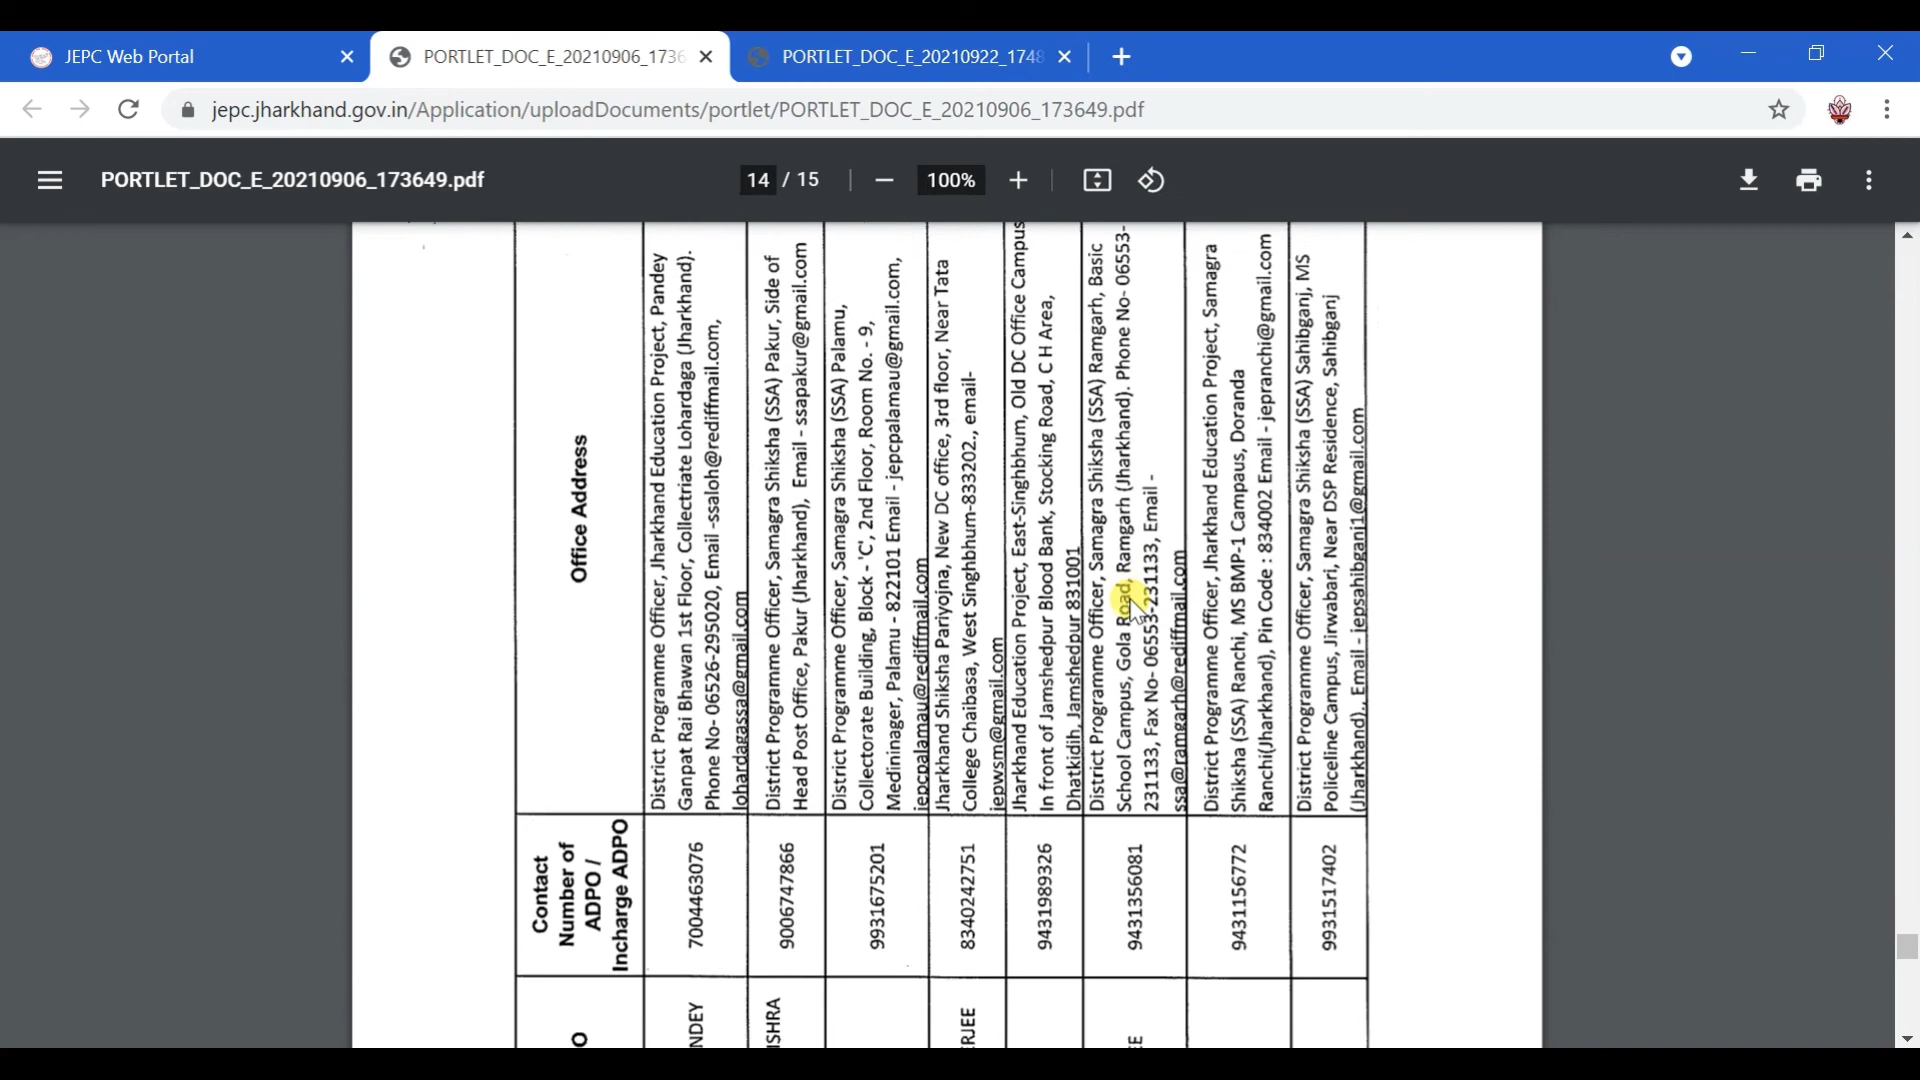 JEPC Web Portal
PORTLET_DOC_E_20210906_1736
PORTLET_DOC_E_20210922_1748
jepc.jharkhand.gov.in/Application/uploadDocuments/portlet/PORTLET_DOC_E_20210906_173649.pdf
PORTLET_DOC_E_20210906_173649.pdf
14 / 15
100%
O
Contact
Number of
ADPO /
Incharge ADPO
Office Address
NDEY
7004463076
District Programme Officer, Jharkhand Education Project, Pandey
Ganpat Rai Bhawan 1st Floor, Collectriate Lohardaga (Jharkhand).
Phone No- 06526-295020, Email -ssaloh@rediffmail.com,
lohardagassa@gmail.com
ISHRA
9006747866
District Programme Officer, Samagra Shiksha (SSA) Pakur, Side of
Head Post Office, Pakur (Jharkhand), Email - ssapakur@gmail.com
9931675201
District Programme Officer, Samagra Shiksha (SSA) Palamu,
Collectorate Building, Block - 'C', 2nd Floor, Room No. - 9,
Medininager, Palamu - 822101 Email - jepcpalamau@gmail.com,
jepcpalamau@rediffmail.com
RJEE
8340242751
Jharkhand Shiksha Pariyojna, New DC office, 3rd floor, Near Tata
College Chaibasa, West Singhbhum-833202., email-
jepwsm@gmail.com
9431989326
Jharkhand Education Project, East-Singhbhum, Old DC Office Campus
In front of Jamshedpur Blood Bank, Stocking Road, C H Area,
Dhatkidih, Jamshedpur 831001
EE
9431356081
District Programme Officer, Samagra Shiksha (SSA) Ramgarh, Basic
School Campus, Gola Road, Ramgarh (Jharkhand). Phone No- 06553-
231133, Fax No- 06553-231133, Email -
ssa@ramgarh@rediffmail.com
9431156772
District Programme Officer, Jharkhand Education Project, Samagra
Shiksha (SSA) Ranchi, MS BMP-1 Campaus, Doranda
Ranchi(Jharkhand), Pin Code : 834002 Email - jepranchi@gmail.com
9931517402
District Programme Officer, Samagra Shiksha (SSA) Sahibganj, MS
Policeline Campus, Jirwabari, Near DSP Residence, Sahibganj
(Jharkhand)., Email - jepsahibganj1@gmail.com